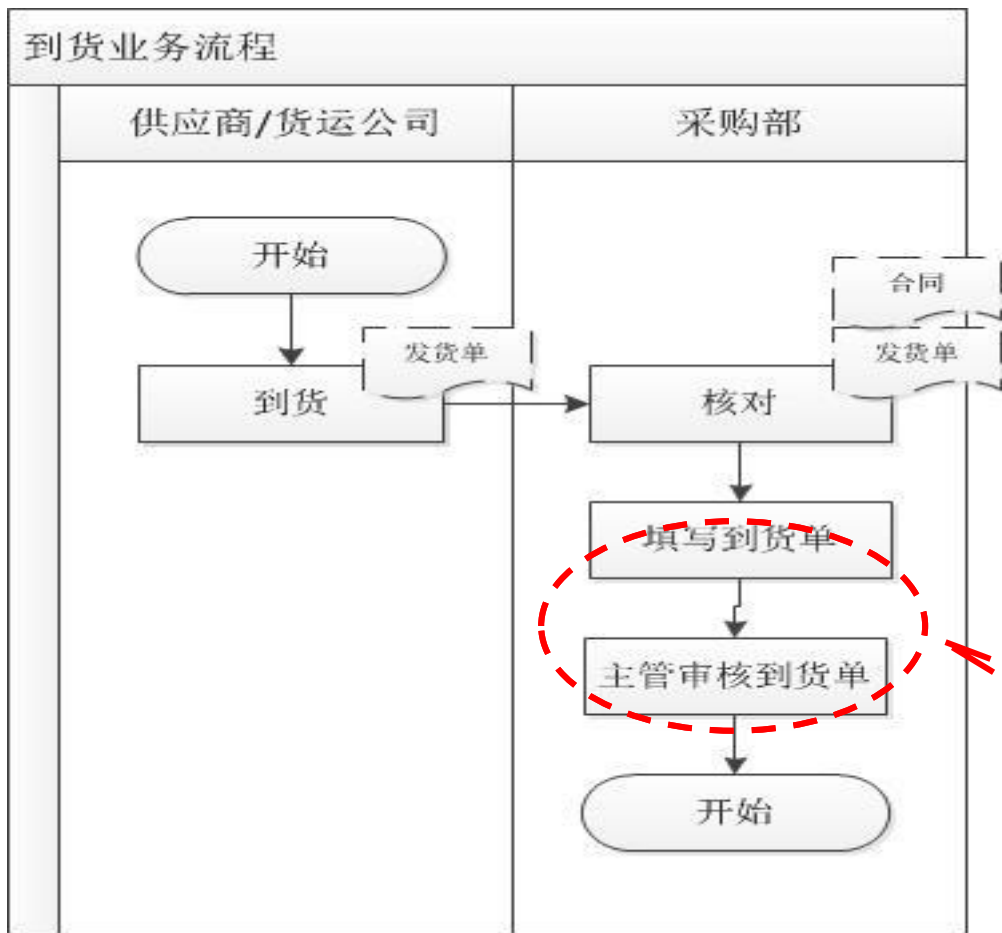 到货业务流程
供应商/货运公司
采购部
开始
合同
发货单
发货单
到货
核对
填写到货单
主管审核到货单
开始